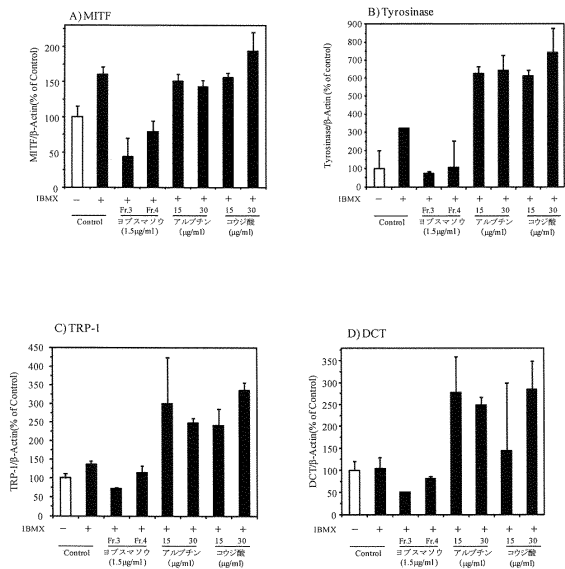 A) MITF
MITF/β-Actin(% of Control)
200
150
100
50
0
IBMX
− + + + + + + +
Fr.3 Fr.4 15 30 15 30
Control ヨブスマソウ アルブチン コウジ酸
(1.5μg/ml) (μg/ml) (μg/ml)
B) Tyrosinase
Tyrosinase/β-Actin (% of Control)
900
800
700
600
500
400
300
200
100
0
IBMX
− + + + + + + +
Fr.3 Fr.4 15 30 15 30
Control ヨブスマソウ アルブチン コウジ酸
(1.5μg/ml) (μg/ml) (μg/ml)
C) TRP-1
TRP-1/β-Actin(% of Control)
450
400
350
300
250
200
150
100
50
0
IBMX
− + + + + + + +
Fr.3 Fr.4 15 30 15 30
Control ヨブスマソウ アルブチン コウジ酸
(1.5μg/ml) (μg/ml) (μg/ml)
D) DCT
DCT/β-Actin(% of Control)
350
300
250
200
150
100
50
0
IBMX
− + + + + + + +
Fr.3 Fr.4 15 30 15 30
Control ヨブスマソウ アルブチン コウジ酸
(1.5μg/ml) (μg/ml) (μg/ml)